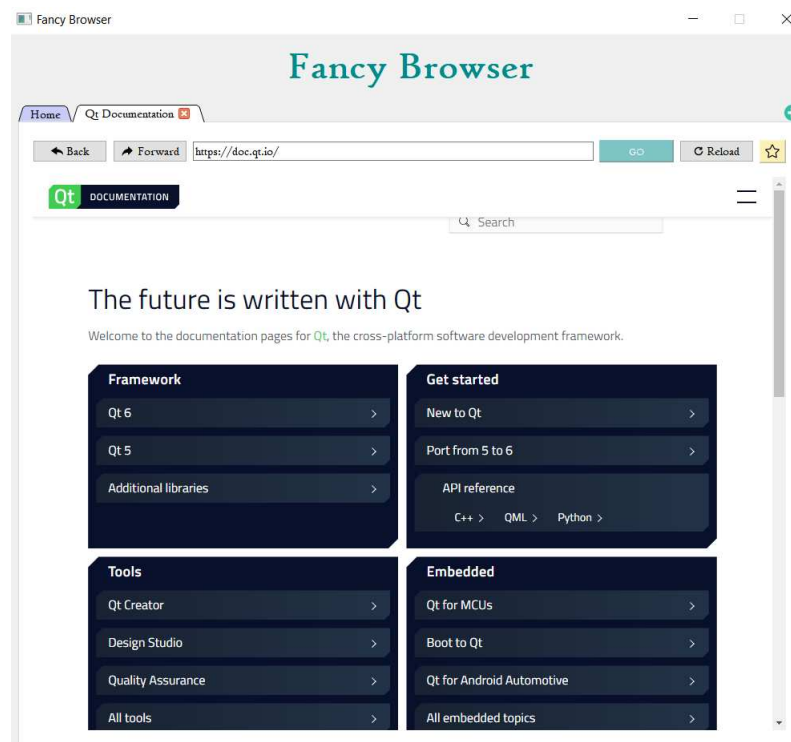 Fancy Browser
Fancy Browser
Home Qt Documentation
Back Forward https://doc.qt.io/ GO Reload
Qt DOCUMENTATION
Search
The future is written with Qt
Welcome to the documentation pages for Qt, the cross-platform software development framework.
Framework
Qt 6
Qt 5
Additional libraries
Get started
New to Qt
Port from 5 to 6
API reference
C++ QML Python
Tools
Qt Creator
Design Studio
Quality Assurance
All tools
Embedded
Qt for MCUs
Boot to Qt
Qt for Android Automotive
All embedded topics